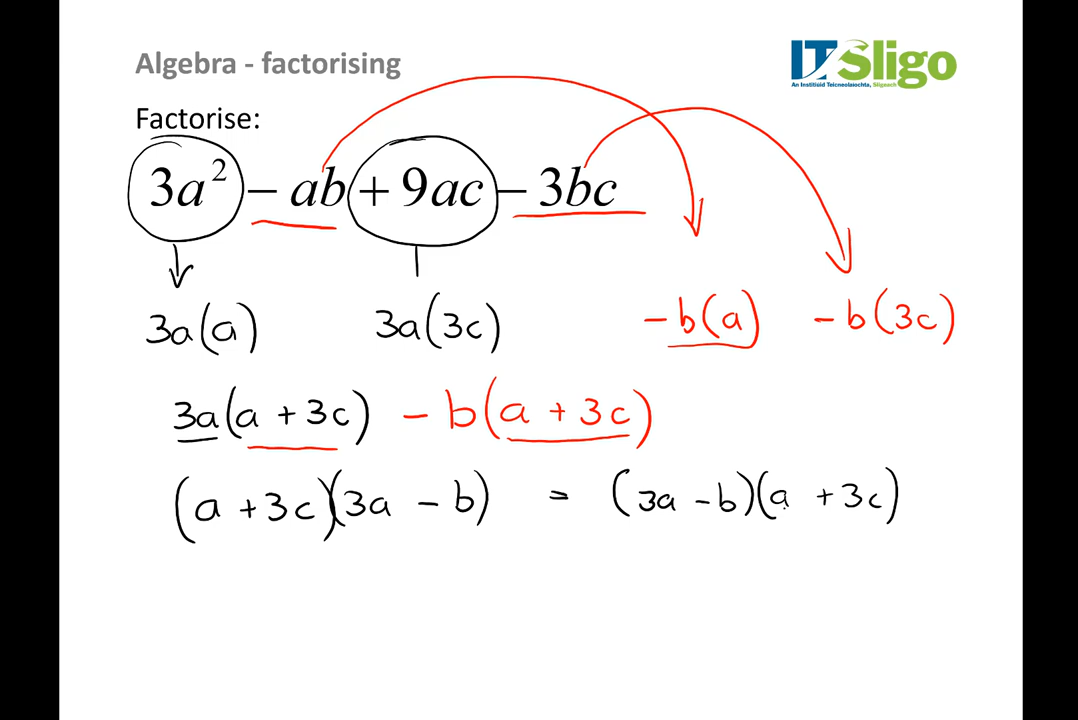 Algebra - factorising
ITSligo
An Institiúid Teicneolaíochta, Sligeach
Factorise:
3a² − ab + 9ac − 3bc
3a(a) 3a(3c) −b(a) −b(3c)
3a(a + 3c) − b(a + 3c)
(a + 3c)(3a − b) = (3a − b)(a + 3c)